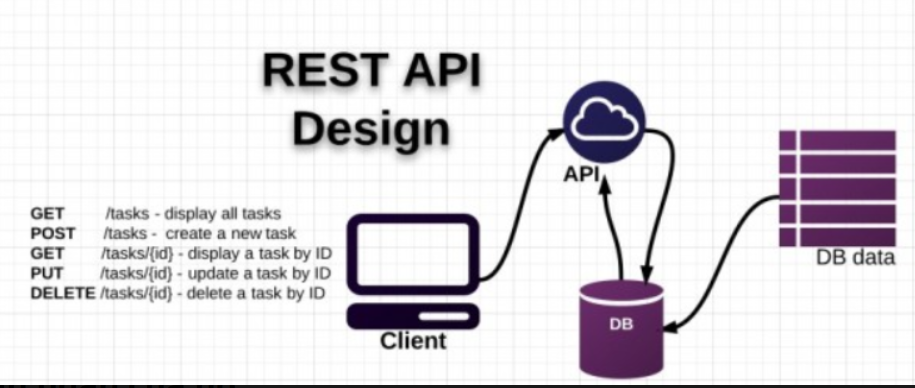 REST API
Design
GET /tasks - display all tasks
POST /tasks - create a new task
GET /tasks/{id} - display a task by ID
PUT /tasks/{id} - update a task by ID
DELETE /tasks/{id} - delete a task by ID
Client
API
DB
DB data